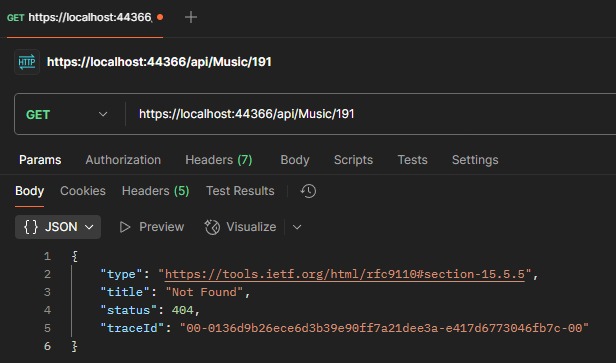 GET https://localhost:44366,
HTTP https://localhost:44366/api/Music/191
GET https://localhost:44366/api/Music/191
Params Authorization Headers (7) Body Scripts Tests Settings
Body Cookies Headers (5) Test Results
{} JSON Preview Visualize
1 {
2 "type": "https://tools.ietf.org/html/rfc9110#section-15.5.5",
3 "title": "Not Found",
4 "status": 404,
5 "traceId": "00-0136d9b26ece6d3b39e90ff7a21dee3a-e417d6773046fb7c-00"
6 }